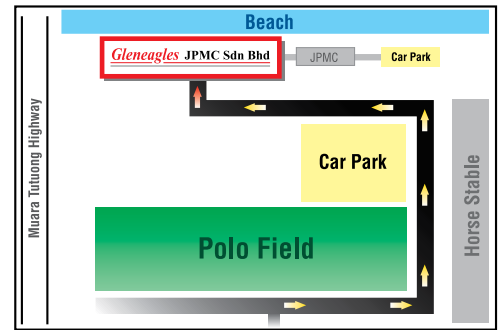 Beach
Gleneagles JPMC Sdn Bhd
JPMC
Car Park
Muara Tutuong Highway
Car Park
Horse Stable
Polo Field